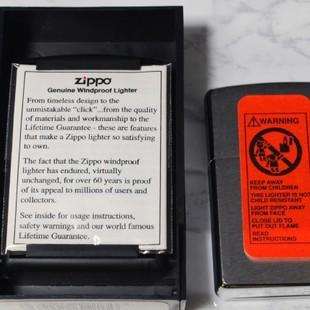 zippo
Genuine Windproof Lighter
From timeless design to the
unmistakable "click"...from the quality
of materials and workmanship to the
Lifetime Guarantee - these are features
that make a Zippo lighter so satisfying
to own.
The fact that the Zippo windproof
lighter has endured, virtually
unchanged, for over 60 years is proof
of its appeal to millions of users and
collectors.
See inside for usage instructions,
safety warnings and our world famous
Lifetime Guarantee.
WARNING
KEEP AWAY
FROM CHILDREN
THIS LIGHTER IS NOT
CHILD RESISTANT
LIGHT ZIPPO AWAY
FROM FACE
CLOSE LID TO
PUT OUT FLAME
READ
INSTRUCTIONS